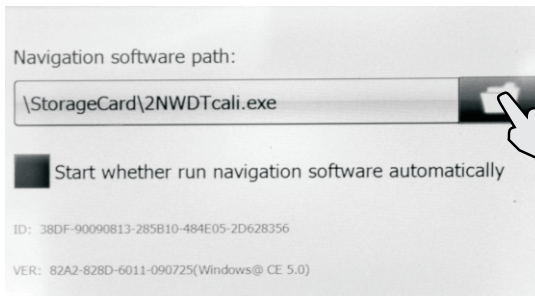 Navigation software path:
\StorageCard\2NWDTcali.exe
Start whether run navigation software automatically
ID: 38DF-90090813-285B10-484E05-2D628356
VER: 82A2-828D-6011-090725(Windows@ CE 5.0)